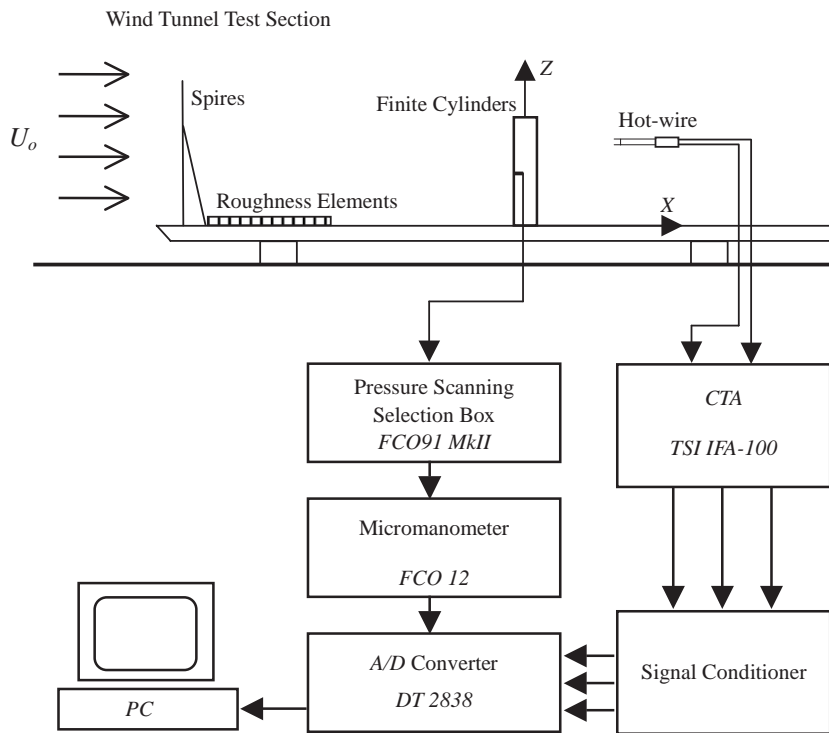 Wind Tunnel Test Section
Z
Spires
Finite Cylinders
Hot-wire
Uo
Roughness Elements
X
Pressure Scanning
Selection Box
FCO91 MkII
CTA
TSI IFA-100
Micromanometer
FCO 12
A/D Converter
DT 2838
Signal Conditioner
PC